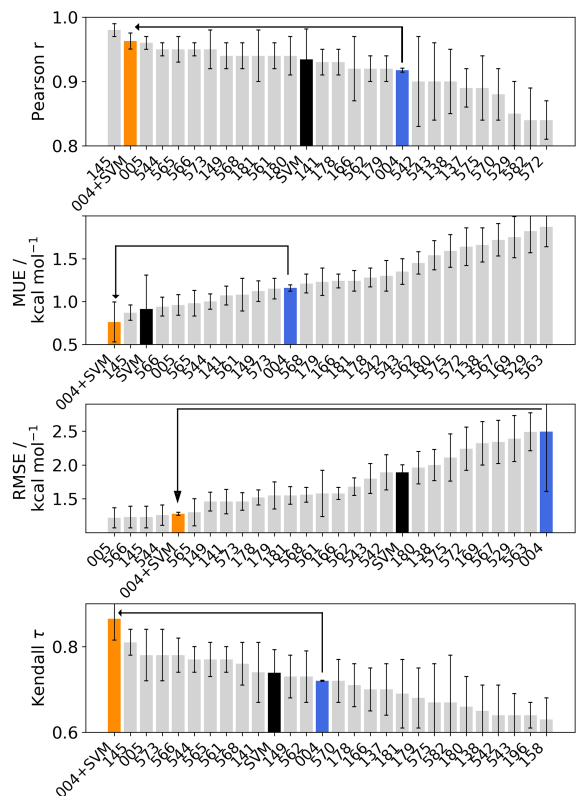 Pearson r
1.0
0.9
0.8
145 004+SVM 005 544 565 566 573 149 568 181 561 180 SVM 141 178 166 562 179 004 542 543 138 137 575 570 529 582 572
MUE /
kcal mol⁻¹
1.5
1.0
0.5
004+SVM 145 SVM 566 005 565 544 141 561 149 573 004 568 179 166 181 178 542 543 562 180 575 572 138 567 169 529 563
RMSE /
kcal mol⁻¹
2.5
2.0
1.5
005 566 145 544 004+SVM 565 149 141 573 178 179 181 568 561 166 562 543 542 SVM 180 138 575 572 169 567 529 563 004
Kendall τ
0.8
0.6
004+SVM 145 005 573 566 544 565 561 568 141 SVM 149 562 004 570 178 166 137 181 179 575 582 180 138 542 543 196 158